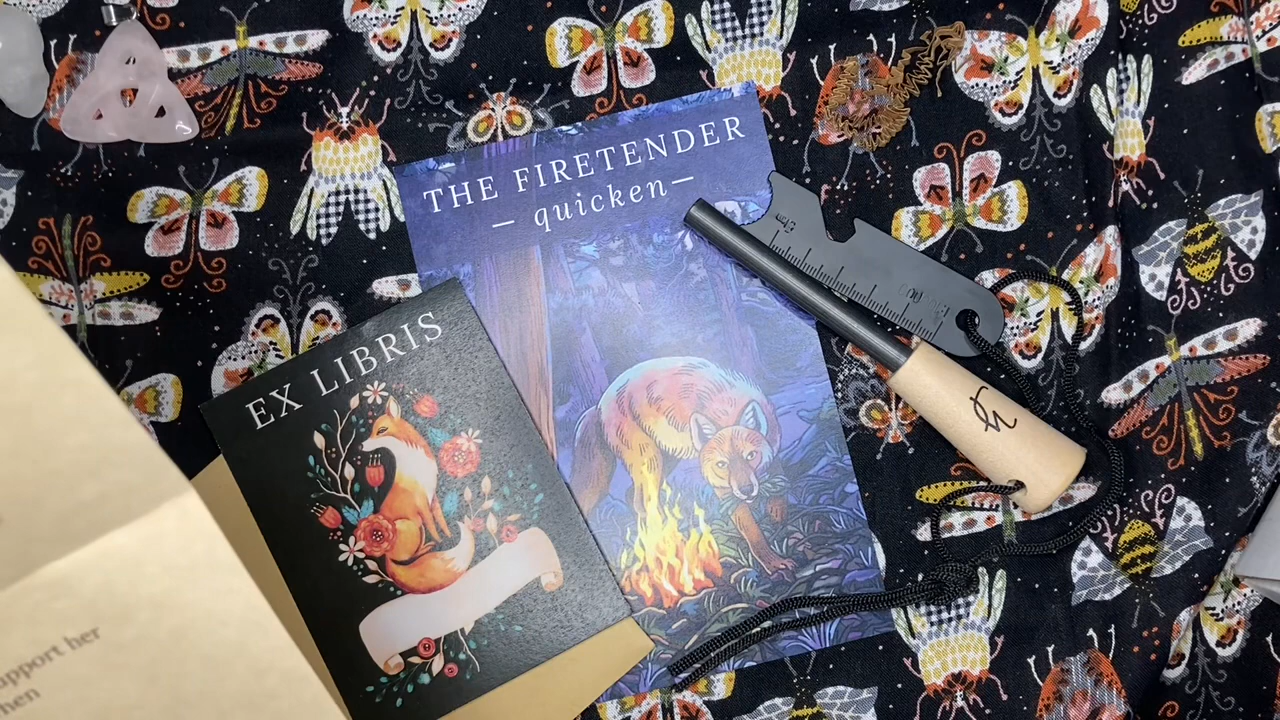 THE FIRETENDER
— quicken —
EX LIBRIS
upport her
hen